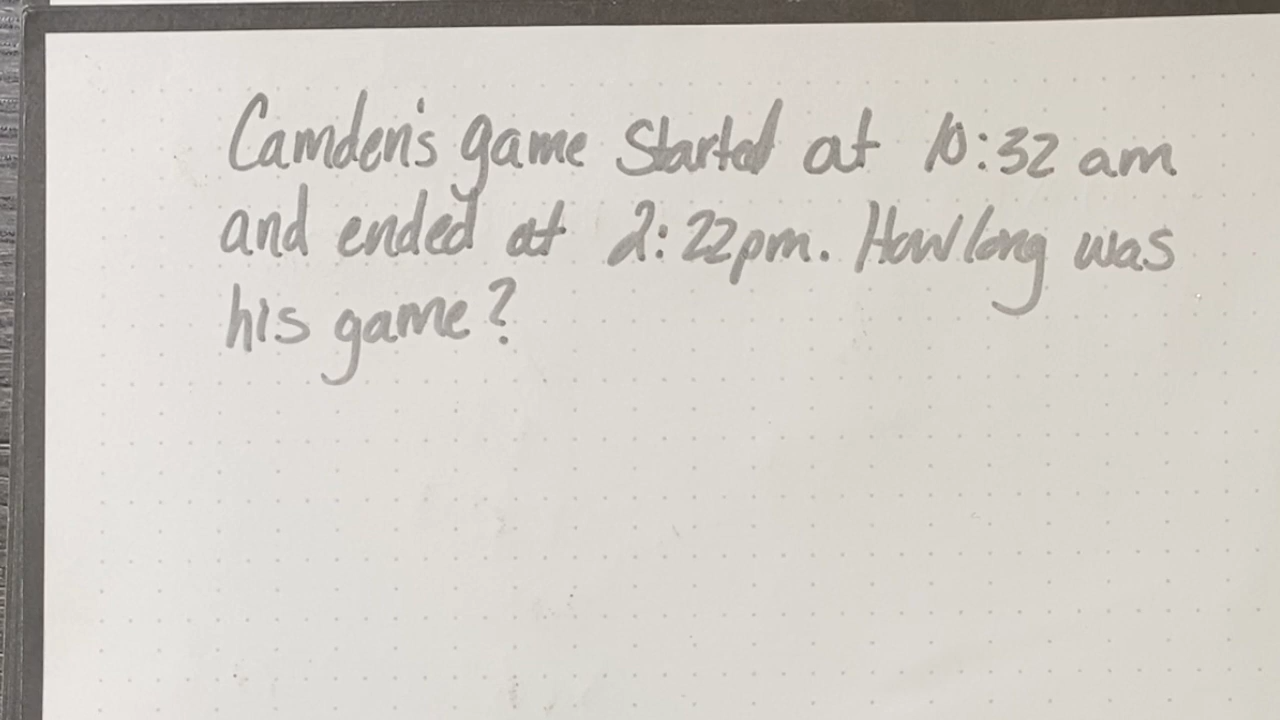 Camden's game started at 10:32 am
and ended at 2:22pm. How long was
his game?